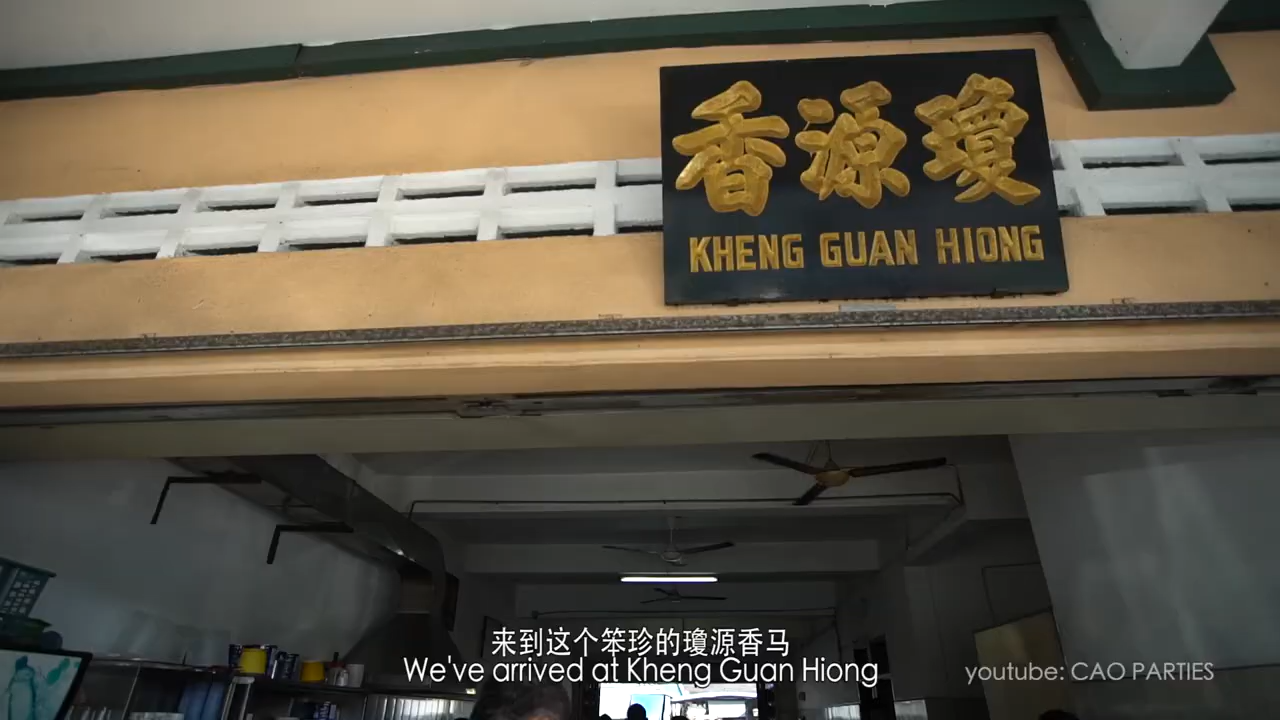 香源瓊
KHENG GUAN HIONG
来到这个笨珍的瓊源香马
We've arrived at Kheng Guan Hiong
youtube: CAO PARTIES